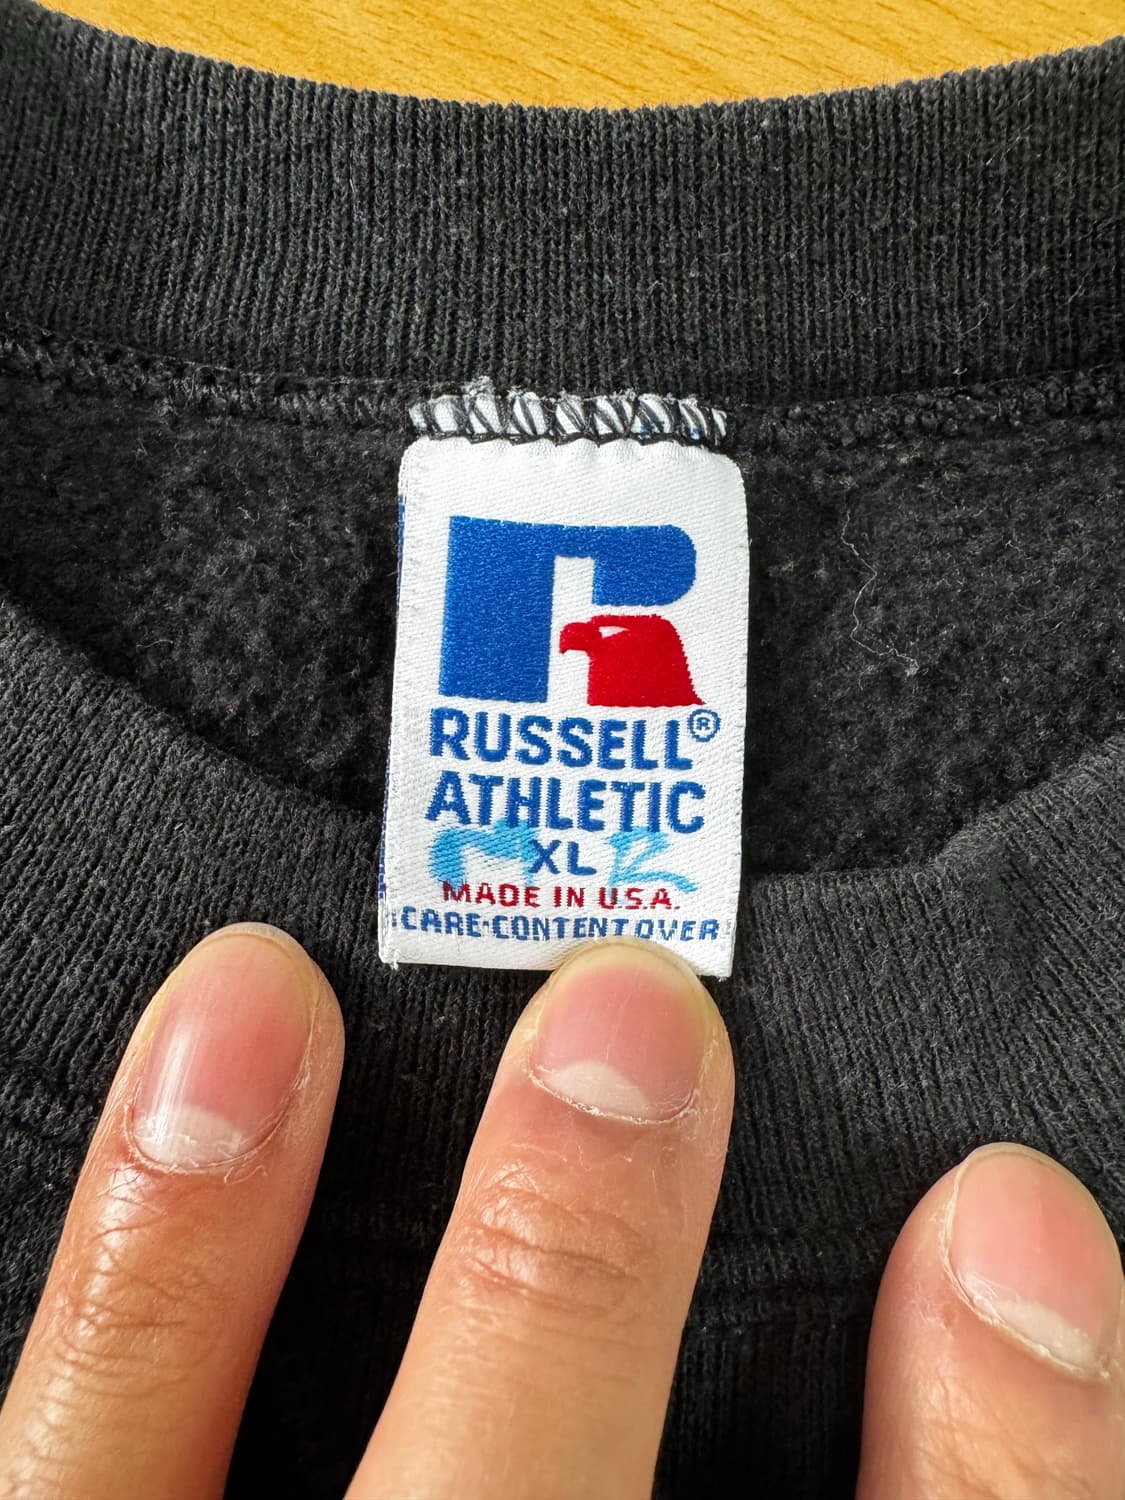 RUSSELL®
ATHLETIC
XL
MADE IN U.S.A.
CARE·CONTENT OVER